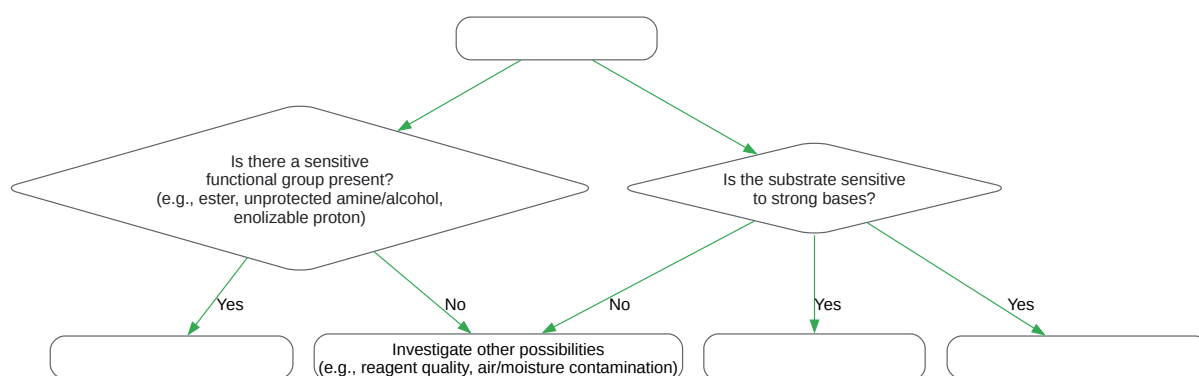 Is there a sensitive
functional group present?
(e.g., ester, unprotected amine/alcohol,
enolizable proton)
Is the substrate sensitive
to strong bases?
Yes
No
No
Yes
Yes
Investigate other possibilities
(e.g., reagent quality, air/moisture contamination)